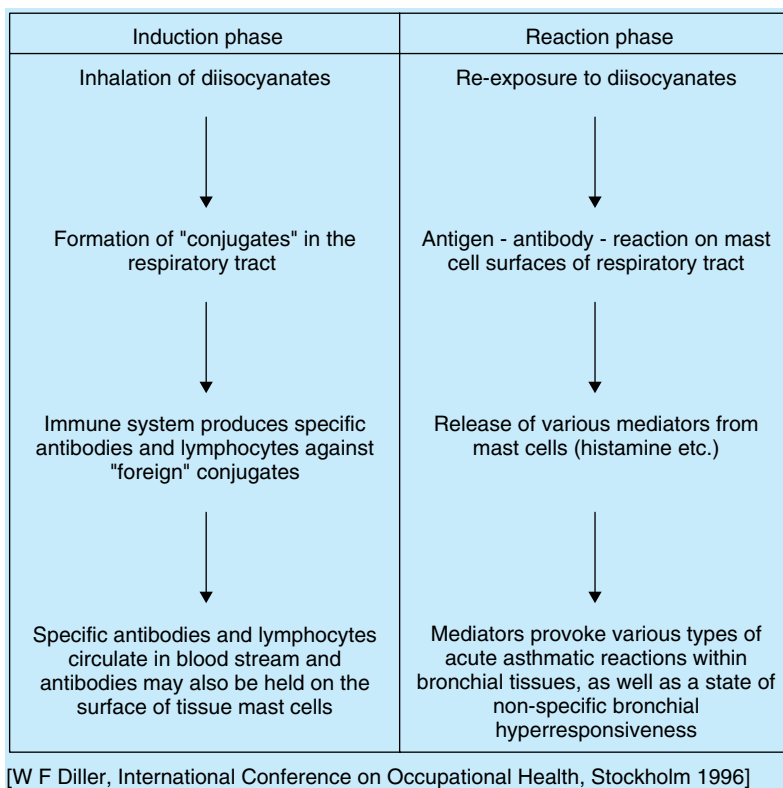 Induction phase
Inhalation of diisocyanates
Formation of "conjugates" in the
respiratory tract
Immune system produces specific
antibodies and lymphocytes against
"foreign" conjugates
Specific antibodies and lymphocytes
circulate in blood stream and
antibodies may also be held on the
surface of tissue mast cells
Reaction phase
Re-exposure to diisocyanates
Antigen - antibody - reaction on mast
cell surfaces of respiratory tract
Release of various mediators from
mast cells (histamine etc.)
Mediators provoke various types of
acute asthmatic reactions within
bronchial tissues, as well as a state of
non-specific bronchial
hyperresponsiveness
[W F Diller, International Conference on Occupational Health, Stockholm 1996]